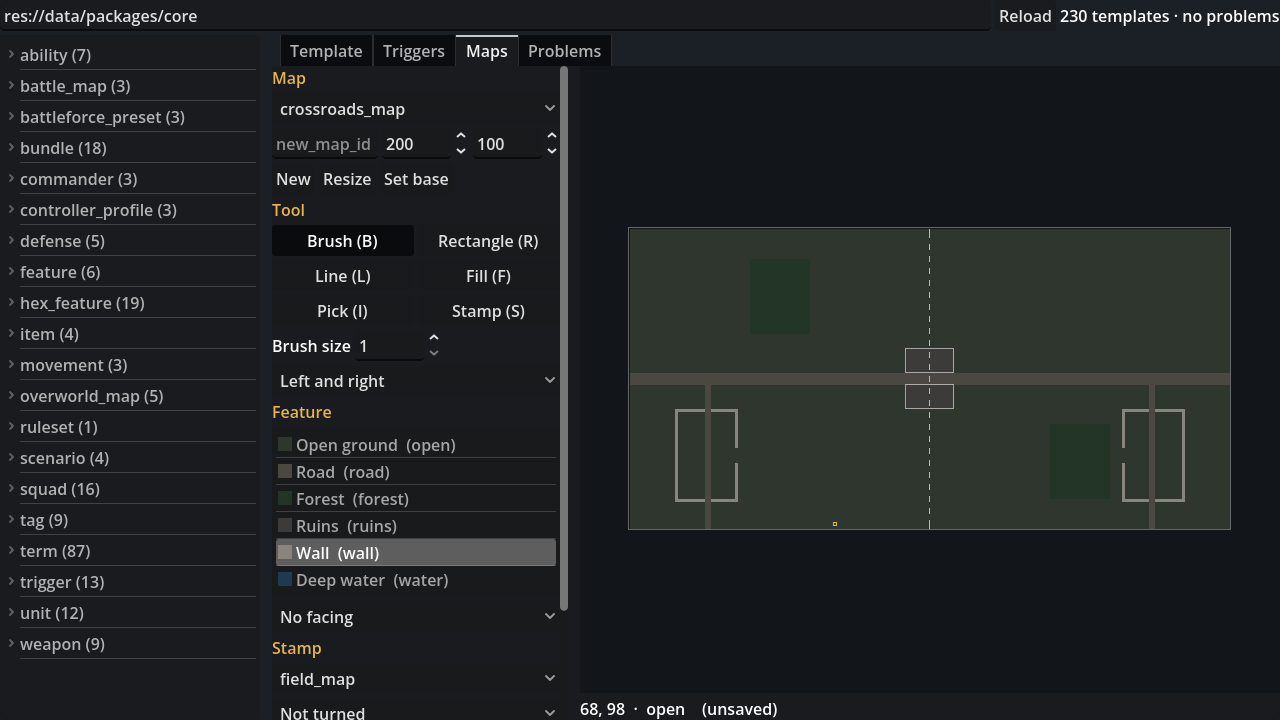 res://data/packages/core Reload 230 templates · no problems
ability (7)
battle_map (3)
battleforce_preset (3)
bundle (18)
commander (3)
controller_profile (3)
defense (5)
feature (6)
hex_feature (19)
item (4)
movement (3)
overworld_map (5)
ruleset (1)
scenario (4)
squad (16)
tag (9)
term (87)
trigger (13)
unit (12)
weapon (9)
Template Triggers Maps Problems
Map
crossroads_map
new_map_id 200 100
New Resize Set base
Tool
Brush (B) Rectangle (R)
Line (L) Fill (F)
Pick (I) Stamp (S)
Brush size 1
Left and right
Feature
Open ground (open)
Road (road)
Forest (forest)
Ruins (ruins)
Wall (wall)
Deep water (water)
No facing
Stamp
field_map
Not turned
68, 98 · open (unsaved)